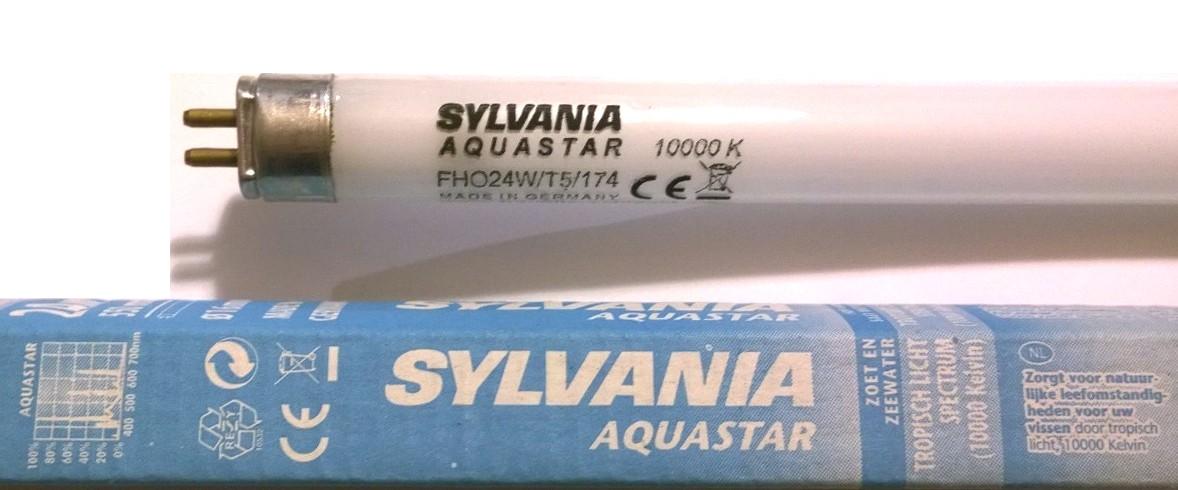 SYLVANIA
AQUASTAR 10000 K
FHO24W/T5/174 CE
MADE IN GERMANY
SYLVANIA
AQUASTAR
AQUASTAR
100%
80%
60%
40%
20%
0%
400 500 600 700nm
REZY
CE
SYLVANIA
AQUASTAR
ZOET EN
ZEEWATER
TROPISCH LICHT
SPECTRUM
(10000 Kelvin)
NL
Zorgt voor natuur-
lijke leefomstandig-
heden voor uw
vissen door tropisch
licht, 10000 Kelvin